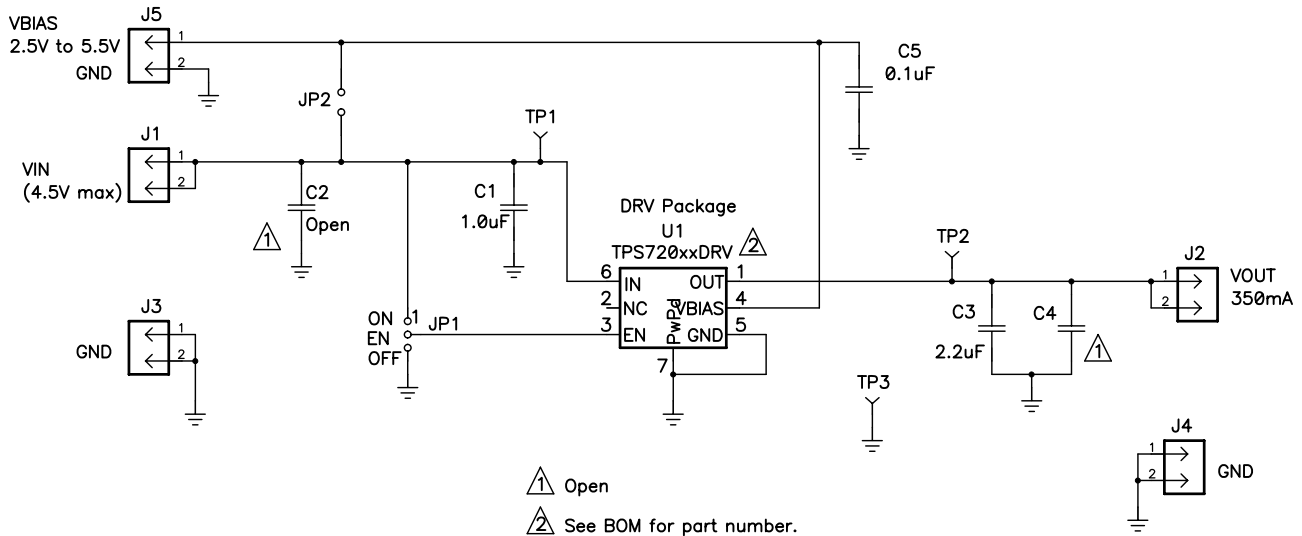 VBIAS
2.5V to 5.5V
GND
J5
1
2
JP2
C5
0.1uF
TP1
J1
1
2
VIN
(4.5V max)
C2
Open
1
C1
1.0uF
DRV Package
U1
TPS720xxDRV
2
6 IN OUT 1
2 NC VBIAS 4
3 EN GND 5
PwPd
7
ON
EN
OFF
1
JP1
J3
1
2
GND
TP2
J2
1
2
VOUT
350mA
C3
2.2uF
C4
1
TP3
J4
1
2
GND
1 Open
2 See BOM for part number.